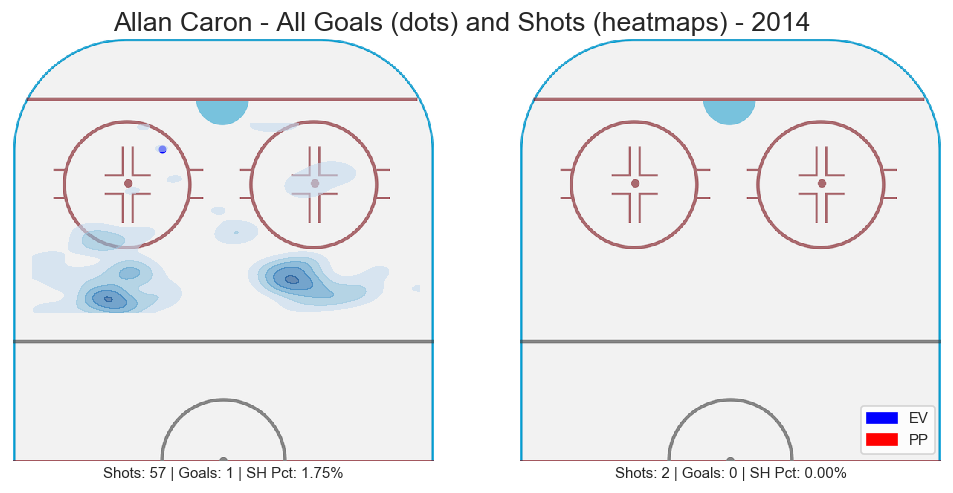 Allan Caron - All Goals (dots) and Shots (heatmaps) - 2014
EV
PP
Shots: 57 | Goals: 1 | SH Pct: 1.75%
Shots: 2 | Goals: 0 | SH Pct: 0.00%